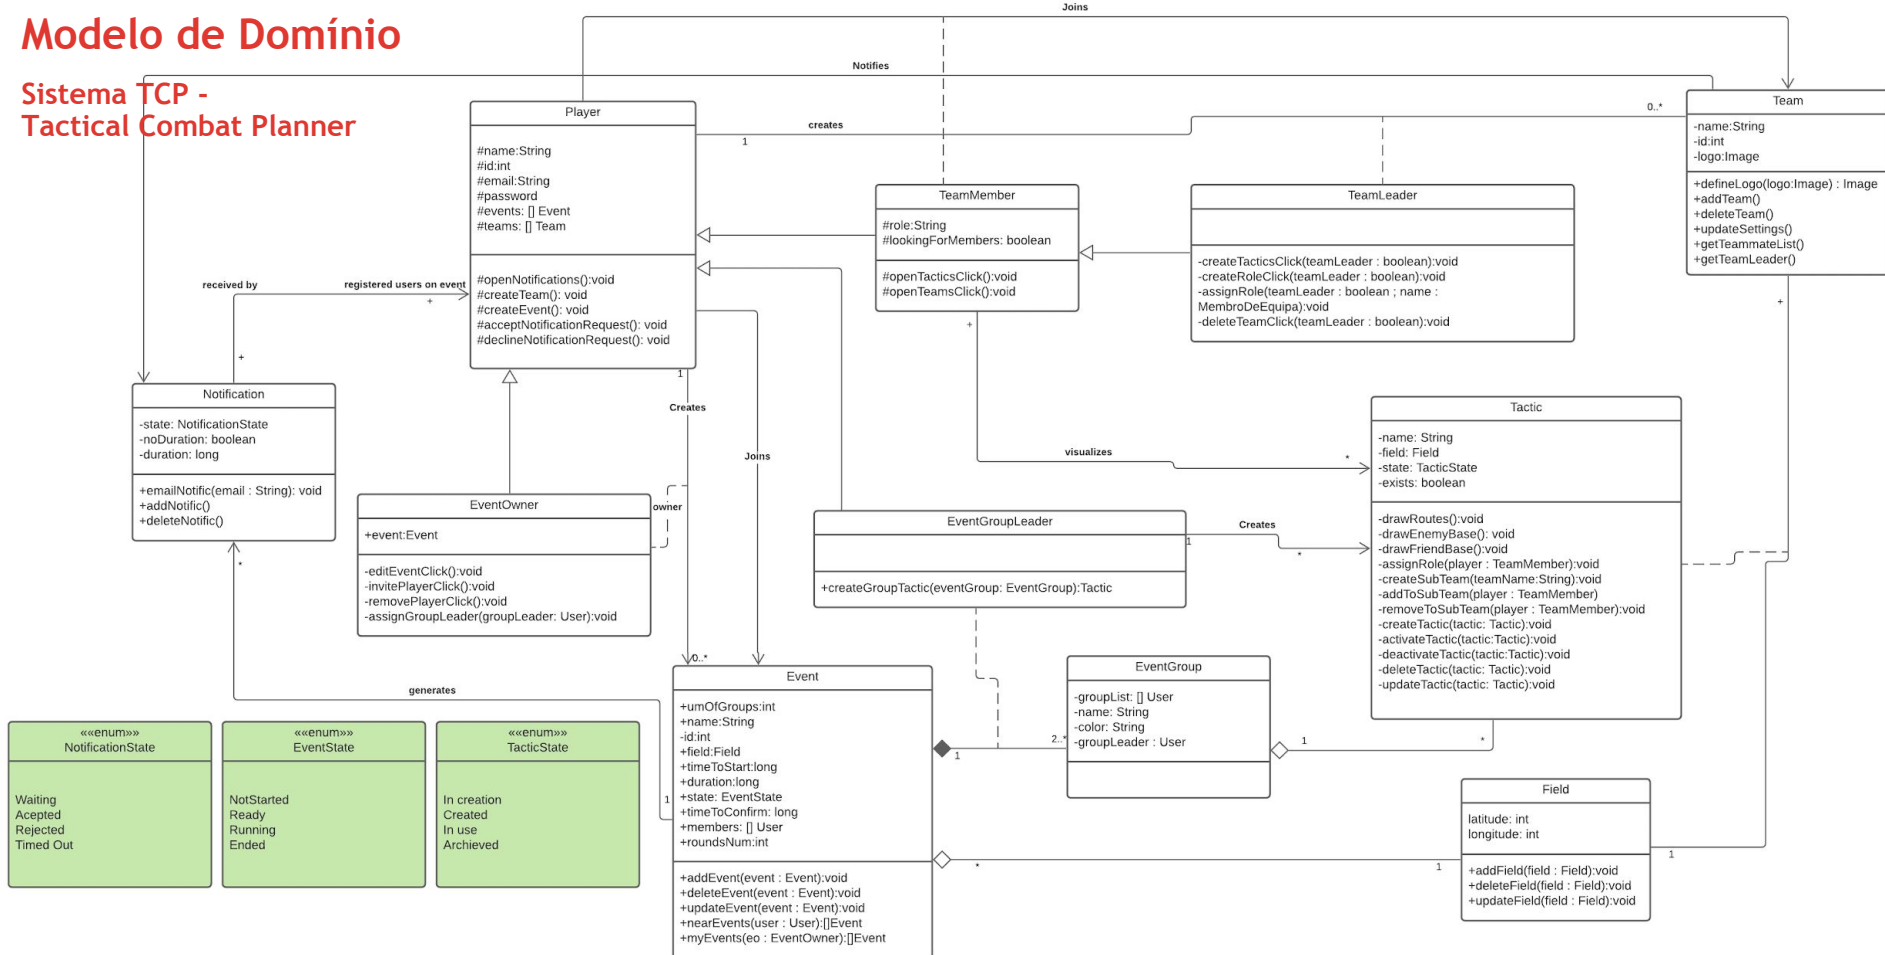 Modelo de Domínio
Sistema TCP -
Tactical Combat Planner
Joins
Notifies
Player
#name:String
#id:int
#email:String
#password
#events: [] Event
#teams: [] Team
#openNotifications():void
#createTeam(): void
#createEvent(): void
#acceptNotificationRequest(): void
#declineNotificationRequest(): void
creates
1
0..*
Team
-name:String
-id:int
-logo:Image
+defineLogo(logo:Image) : Image
+addTeam()
+deleteTeam()
+updateSettings()
+getTeammateList()
+getTeamLeader()
+
TeamMember
#role:String
#lookingForMembers: boolean
#openTacticsClick():void
#openTeamsClick():void
+
TeamLeader
-createTacticsClick(teamLeader : boolean):void
-createRoleClick(teamLeader : boolean):void
-assignRole(teamLeader : boolean ; name :
MembroDeEquipa):void
-deleteTeamClick(teamLeader : boolean):void
received by
registered users on event
+
+
Notification
-state: NotificationState
-noDuration: boolean
-duration: long
+emailNotific(email : String): void
+addNotific()
+deleteNotific()
*
1
Creates
Joins
owner
0..*
visualizes
*
Tactic
-name: String
-field: Field
-state: TacticState
-exists: boolean
-drawRoutes():void
-drawEnemyBase(): void
-drawFriendBase():void
-assignRole(player : TeamMember):void
-createSubTeam(teamName:String):void
-addToSubTeam(player : TeamMember)
-removeToSubTeam(player : TeamMember):void
-createTactic(tactic: Tactic):void
-activateTactic(tactic:Tactic):void
-deactivateTactic(tactic:Tactic):void
-deleteTactic(tactic: Tactic):void
-updateTactic(tactic: Tactic):void
EventOwner
+event:Event
-editEventClick():void
-invitePlayerClick():void
-removePlayerClick():void
-assignGroupLeader(groupLeader: User):void
EventGroupLeader
+createGroupTactic(eventGroup: EventGroup):Tactic
1
Creates
*
generates
1
Event
+umOfGroups:int
+name:String
-id:int
+field:Field
+timeToStart:long
+duration:long
+state: EventState
+timeToConfirm: long
+members: [] User
+roundsNum:int
+addEvent(event : Event):void
+deleteEvent(event : Event):void
+updateEvent(event : Event):void
+nearEvents(user : User):[]Event
+myEvents(eo : EventOwner):[]Event
1
2..*
EventGroup
-groupList: [] User
-name: String
-color: String
-groupLeader : User
1
*
*
1
Field
latitude: int
longitude: int
+addField(field : Field):void
+deleteField(field : Field):void
+updateField(field : Field):void
1
««enum»»
NotificationState
Waiting
Acepted
Rejected
Timed Out
««enum»»
EventState
NotStarted
Ready
Running
Ended
««enum»»
TacticState
In creation
Created
In use
Archieved